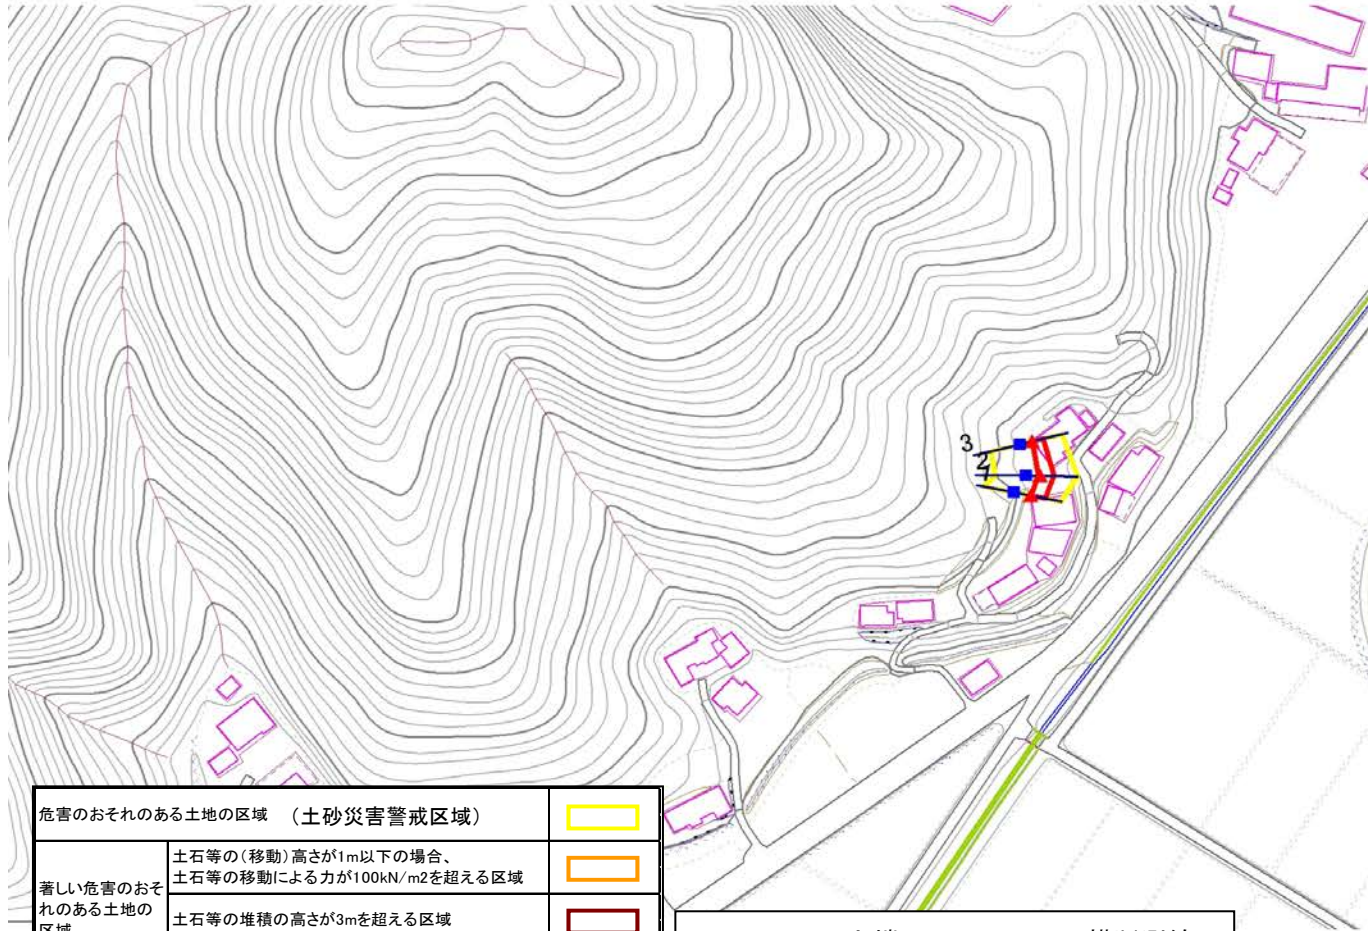 3
2
1
危害のおそれのある土地の区域 (土砂災害警戒区域)
著しい危害のおそ
れのある土地の
区域
土石等の(移動)高さが1m以下の場合、
土石等の移動による力が100kN/m2を超える区域
土石等の堆積の高さが3mを超える区域